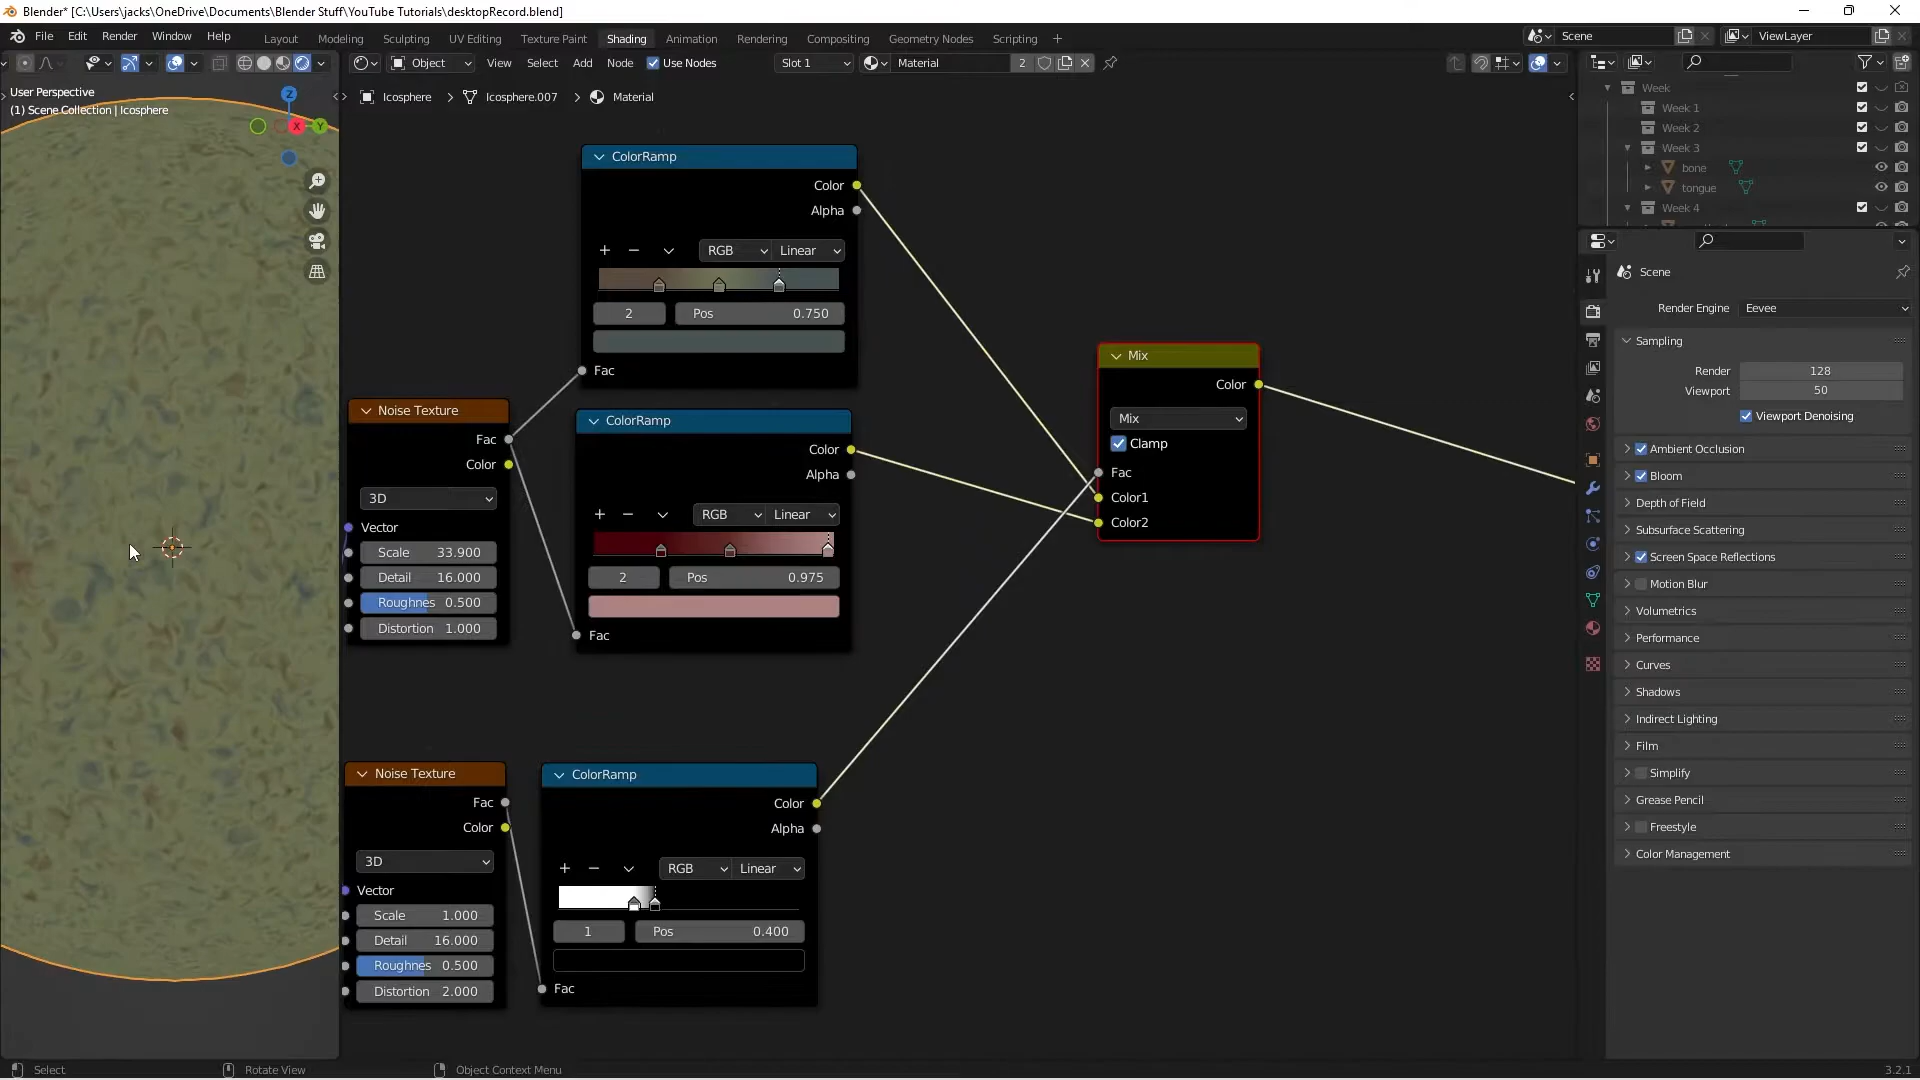 Blender* [C:\Users\jacks\OneDrive\Documents\Blender Stuff\YouTube Tutorials\desktopRecord.blend]
File Edit Render Window Help Layout Modeling Sculpting UV Editing Texture Paint Shading Animation Rendering Compositing Geometry Nodes Scripting + Scene ViewLayer
Object View Select Add Node Use Nodes Slot 1 Material 2
User Perspective
(1) Scene Collection | Icosphere
Z
X
Y
Icosphere > Icosphere.007 > Material
ColorRamp
Color
Alpha
+ − RGB Linear
2 Pos 0.750
Fac
ColorRamp
Color
Alpha
+ − RGB Linear
2 Pos 0.975
Fac
Noise Texture
Fac
Color
3D
Vector
Scale 33.900
Detail 16.000
Roughnes 0.500
Distortion 1.000
Noise Texture
Fac
Color
3D
Vector
Scale 1.000
Detail 16.000
Roughnes 0.500
Distortion 2.000
ColorRamp
Color
Alpha
+ − RGB Linear
1 Pos 0.400
Fac
Mix
Color
Mix
Clamp
Fac
Color1
Color2
Week
Week 1
Week 2
Week 3
bone
tongue
Week 4
Scene
Render Engine Eevee
Sampling
Render 128
Viewport 50
Viewport Denoising
Ambient Occlusion
Bloom
Depth of Field
Subsurface Scattering
Screen Space Reflections
Motion Blur
Volumetrics
Performance
Curves
Shadows
Indirect Lighting
Film
Simplify
Grease Pencil
Freestyle
Color Management
Select Rotate View Object Context Menu 3.2.1